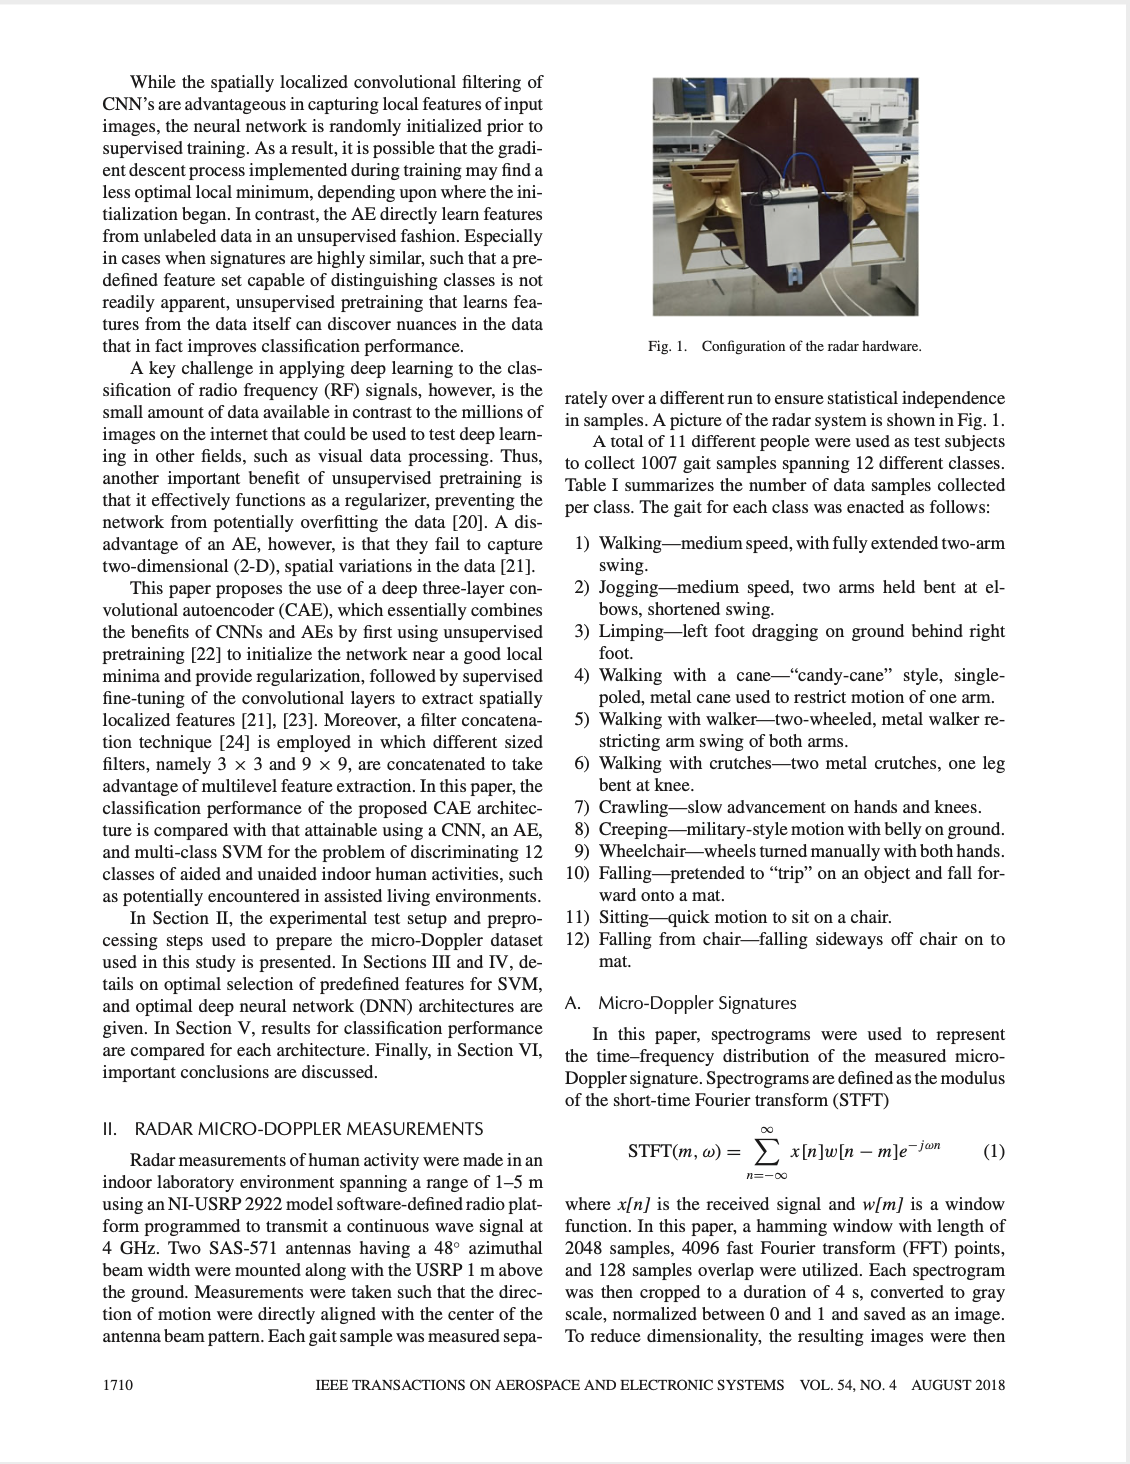 While the spatially localized convolutional filtering of
CNN's are advantageous in capturing local features of input
images, the neural network is randomly initialized prior to
supervised training. As a result, it is possible that the gradi-
ent descent process implemented during training may find a
less optimal local minimum, depending upon where the ini-
tialization began. In contrast, the AE directly learn features
from unlabeled data in an unsupervised fashion. Especially
in cases when signatures are highly similar, such that a pre-
defined feature set capable of distinguishing classes is not
readily apparent, unsupervised pretraining that learns fea-
tures from the data itself can discover nuances in the data
that in fact improves classification performance.
A key challenge in applying deep learning to the clas-
sification of radio frequency (RF) signals, however, is the
small amount of data available in contrast to the millions of
images on the internet that could be used to test deep learn-
ing in other fields, such as visual data processing. Thus,
another important benefit of unsupervised pretraining is
that it effectively functions as a regularizer, preventing the
network from potentially overfitting the data [20]. A dis-
advantage of an AE, however, is that they fail to capture
two-dimensional (2-D), spatial variations in the data [21].
This paper proposes the use of a deep three-layer con-
volutional autoencoder (CAE), which essentially combines
the benefits of CNNs and AEs by first using unsupervised
pretraining [22] to initialize the network near a good local
minima and provide regularization, followed by supervised
fine-tuning of the convolutional layers to extract spatially
localized features [21], [23]. Moreover, a filter concatena-
tion technique [24] is employed in which different sized
filters, namely 3 × 3 and 9 × 9, are concatenated to take
advantage of multilevel feature extraction. In this paper, the
classification performance of the proposed CAE architec-
ture is compared with that attainable using a CNN, an AE,
and multi-class SVM for the problem of discriminating 12
classes of aided and unaided indoor human activities, such
as potentially encountered in assisted living environments.
In Section II, the experimental test setup and prepro-
cessing steps used to prepare the micro-Doppler dataset
used in this study is presented. In Sections III and IV, de-
tails on optimal selection of predefined features for SVM,
and optimal deep neural network (DNN) architectures are
given. In Section V, results for classification performance
are compared for each architecture. Finally, in Section VI,
important conclusions are discussed.
II. RADAR MICRO-DOPPLER MEASUREMENTS
Radar measurements of human activity were made in an
indoor laboratory environment spanning a range of 1–5 m
using an NI-USRP 2922 model software-defined radio plat-
form programmed to transmit a continuous wave signal at
4 GHz. Two SAS-571 antennas having a 48° azimuthal
beam width were mounted along with the USRP 1 m above
the ground. Measurements were taken such that the direc-
tion of motion were directly aligned with the center of the
antenna beam pattern. Each gait sample was measured sepa-
Fig. 1. Configuration of the radar hardware.
rately over a different run to ensure statistical independence
in samples. A picture of the radar system is shown in Fig. 1.
A total of 11 different people were used as test subjects
to collect 1007 gait samples spanning 12 different classes.
Table I summarizes the number of data samples collected
per class. The gait for each class was enacted as follows:
1) Walking—medium speed, with fully extended two-arm
swing.
2) Jogging—medium speed, two arms held bent at el-
bows, shortened swing.
3) Limping—left foot dragging on ground behind right
foot.
4) Walking with a cane—“candy-cane” style, single-
poled, metal cane used to restrict motion of one arm.
5) Walking with walker—two-wheeled, metal walker re-
stricting arm swing of both arms.
6) Walking with crutches—two metal crutches, one leg
bent at knee.
7) Crawling—slow advancement on hands and knees.
8) Creeping—military-style motion with belly on ground.
9) Wheelchair—wheels turned manually with both hands.
10) Falling—pretended to “trip” on an object and fall for-
ward onto a mat.
11) Sitting—quick motion to sit on a chair.
12) Falling from chair—falling sideways off chair on to
mat.
A. Micro-Doppler Signatures
In this paper, spectrograms were used to represent
the time–frequency distribution of the measured micro-
Doppler signature. Spectrograms are defined as the modulus
of the short-time Fourier transform (STFT)
STFT(m, ω) = ∑_{n=−∞}^{∞} x[n]w[n − m]e^{−jωn} (1)
where x[n] is the received signal and w[m] is a window
function. In this paper, a hamming window with length of
2048 samples, 4096 fast Fourier transform (FFT) points,
and 128 samples overlap were utilized. Each spectrogram
was then cropped to a duration of 4 s, converted to gray
scale, normalized between 0 and 1 and saved as an image.
To reduce dimensionality, the resulting images were then
1710 IEEE TRANSACTIONS ON AEROSPACE AND ELECTRONIC SYSTEMS VOL. 54, NO. 4 AUGUST 2018